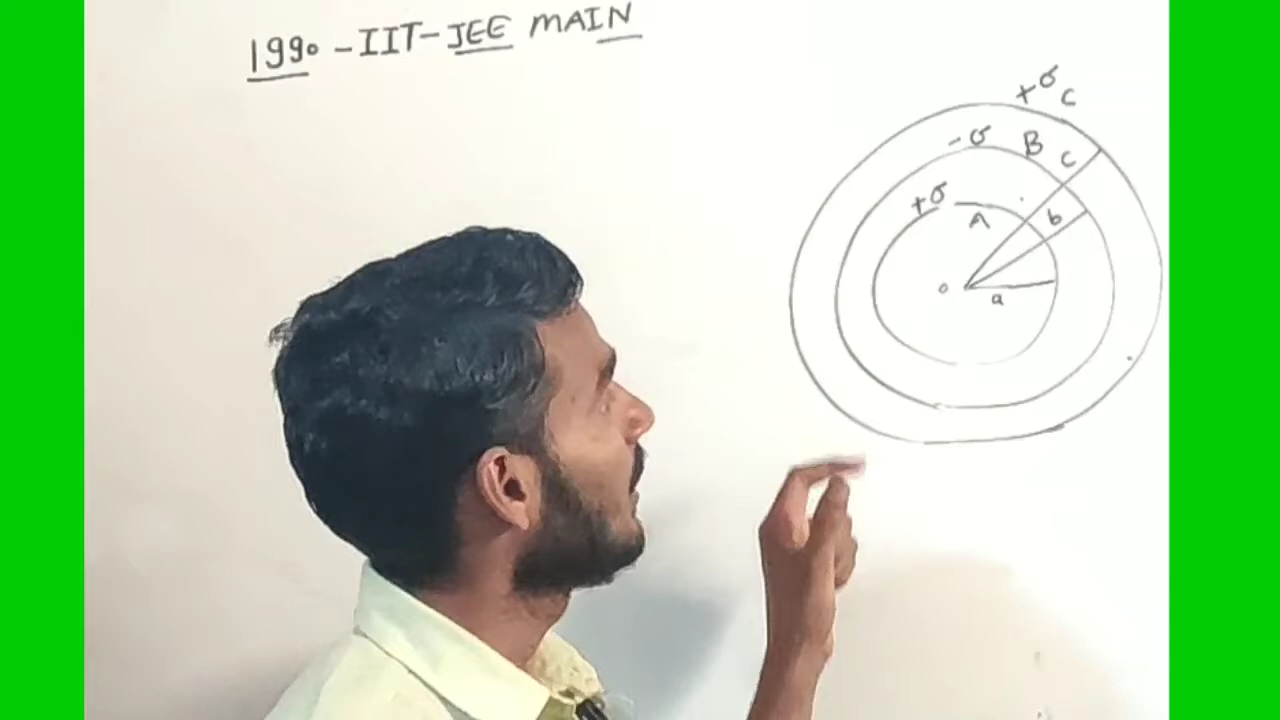 1990 - IIT - JEE MAIN
+σ C
-σ B c
+σ A b
o a